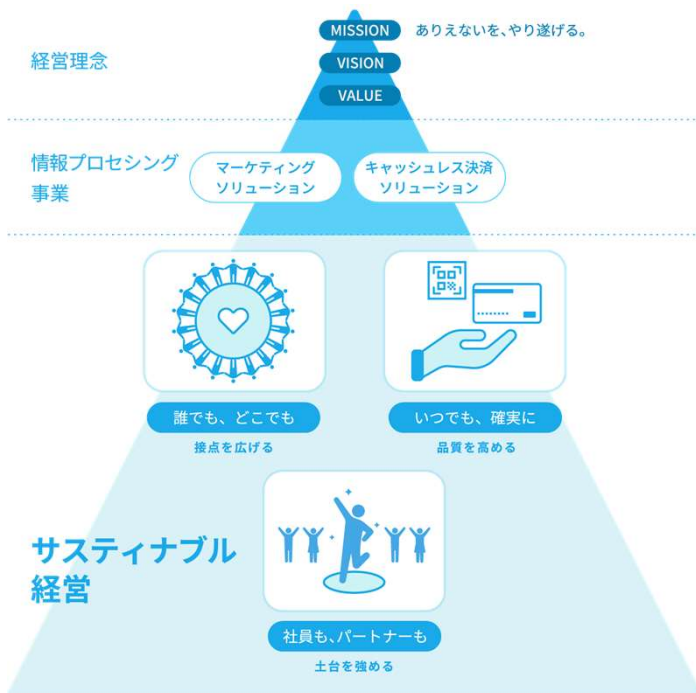 MISSION
ありえないを、やり遂げる。
経営理念
VISION
VALUE
情報プロセシング
事業
マーケティング
ソリューション
キャッシュレス決済
ソリューション
誰でも、どこでも
接点を広げる
いつでも、確実に
品質を高める
サスティナブル
経営
社員も、パートナーも
土台を強める